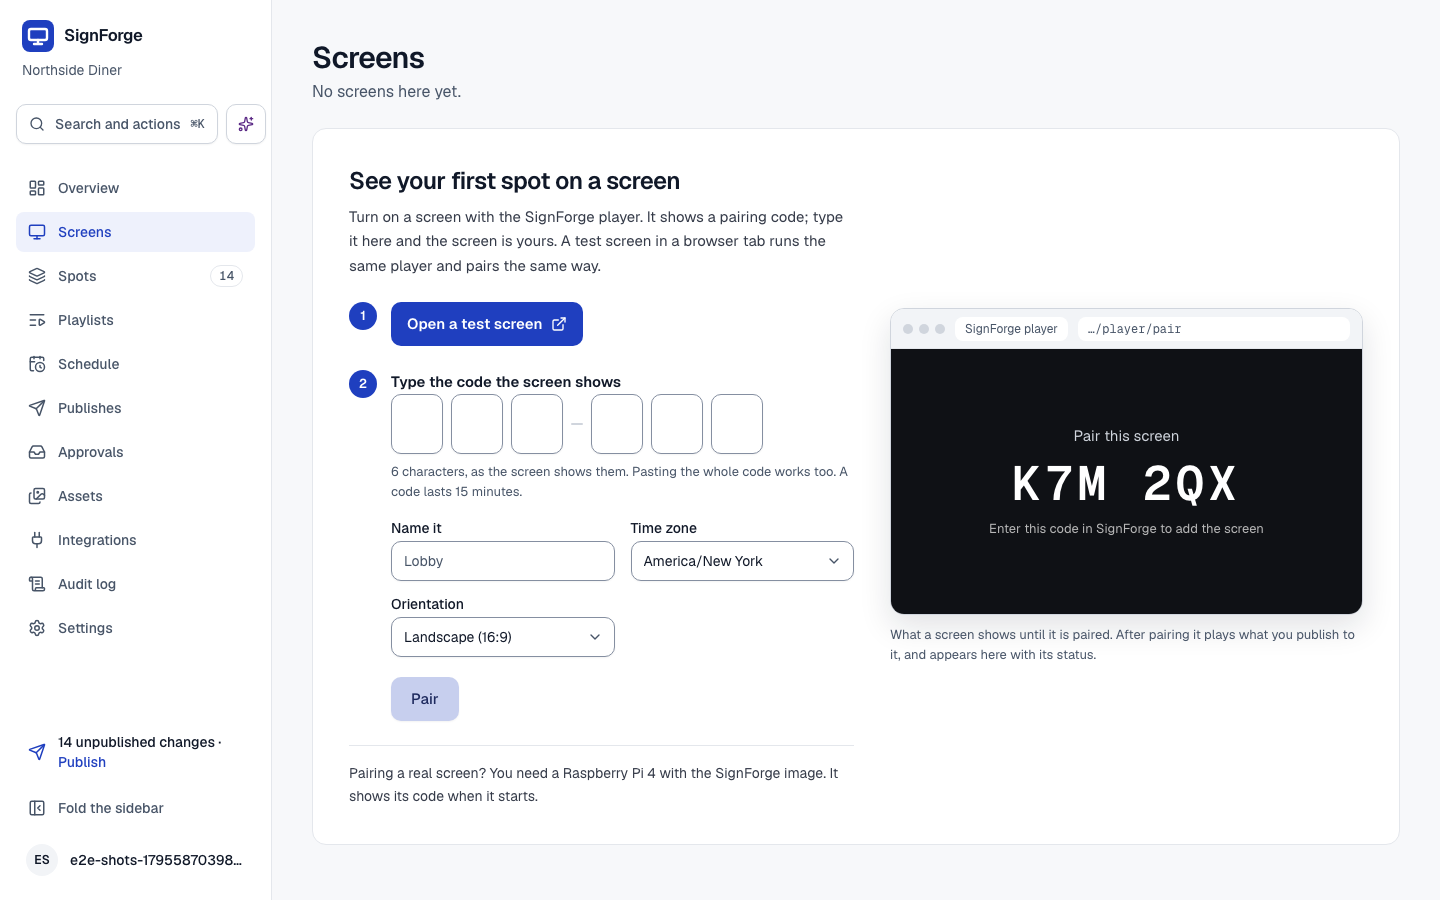 SignForge
Northside Diner
Search and actions ⌘K
Overview
Screens
Spots 14
Playlists
Schedule
Publishes
Approvals
Assets
Integrations
Audit log
Settings
14 unpublished changes ·
Publish
Fold the sidebar
ES e2e-shots-17955870398…
Screens
No screens here yet.
See your first spot on a screen
Turn on a screen with the SignForge player. It shows a pairing code; type
it here and the screen is yours. A test screen in a browser tab runs the
same player and pairs the same way.
1 Open a test screen
2 Type the code the screen shows
–
6 characters, as the screen shows them. Pasting the whole code works too. A
code lasts 15 minutes.
Name it Time zone
Lobby America/New York
Orientation
Landscape (16:9)
Pair
Pairing a real screen? You need a Raspberry Pi 4 with the SignForge image. It
shows its code when it starts.
SignForge player …/player/pair
Pair this screen
K7M 2QX
Enter this code in SignForge to add the screen
What a screen shows until it is paired. After pairing it plays what you publish to
it, and appears here with its status.